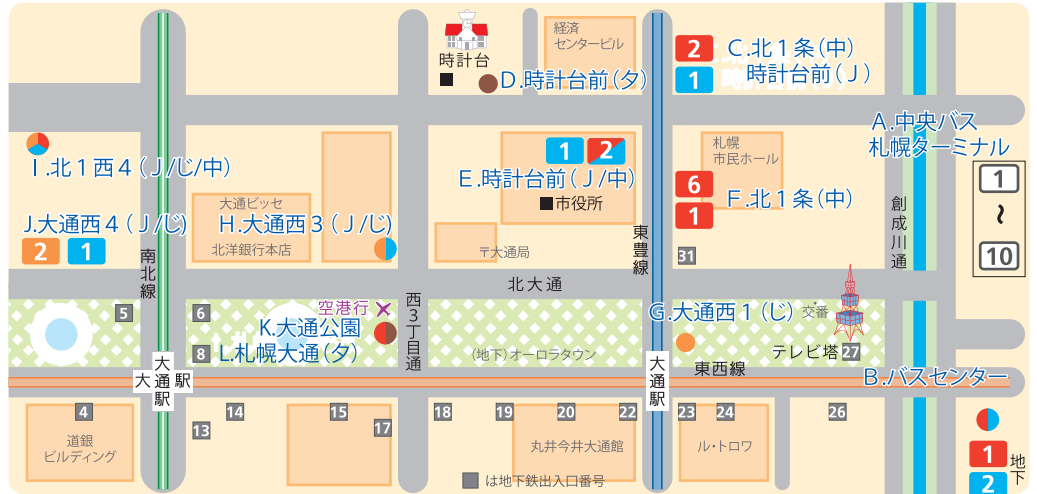 経済
センタービル
時計台
D.時計台前(夕)
2
1
C.北1条(中)
時計台前(J)
A.中央バス
札幌ターミナル
1
~
10
I.北1西4(J/じ/中)
1
2
E.時計台前(J/中)
■市役所
札幌
市民ホール
6
1
F.北1条(中)
大通ビッセ
J.大通西4(J/じ)
2
1
H.大通西3(J/じ)
北洋銀行本店
〒大通局
東豊線
31
創成川通
南北線
北大通
空港行
西3丁目通
5
6
K.大通公園
L.札幌大通(夕)
8
G.大通西1(じ)
交番
(地下)オーロラタウン
テレビ塔
27
大通駅
大通駅
大通駅
東西線
B.バスセンター
4
13
14
15
17
18
19
20
22
23
24
26
道銀
ビルディング
丸井今井大通館
ル・トロワ
1
2
地下
は地下鉄出入口番号